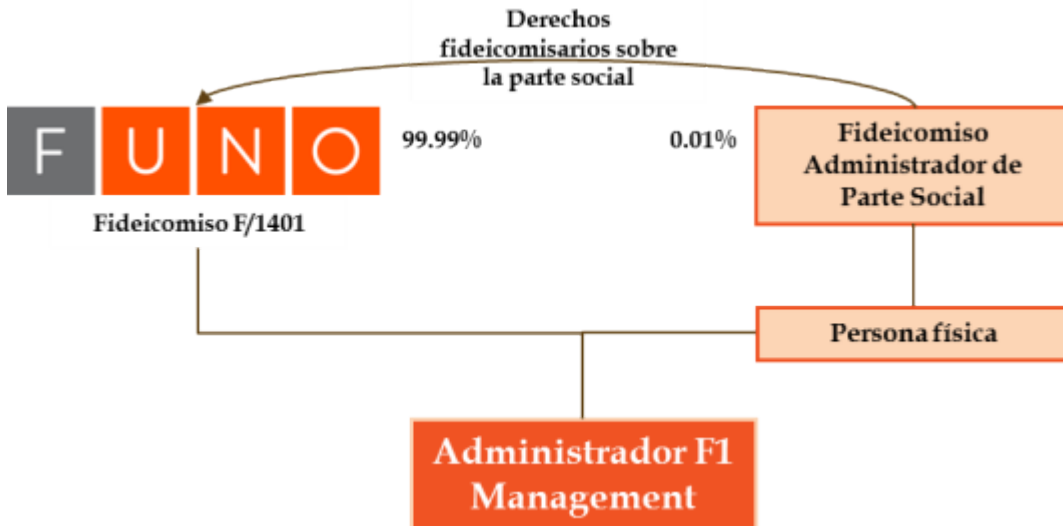 Derechos
fideicomisarios sobre
la parte social
FUNO
99.99%
0.01%
Fideicomiso
Administrador de
Parte Social
Fideicomiso F/1401
Persona física
Administrador F1
Management